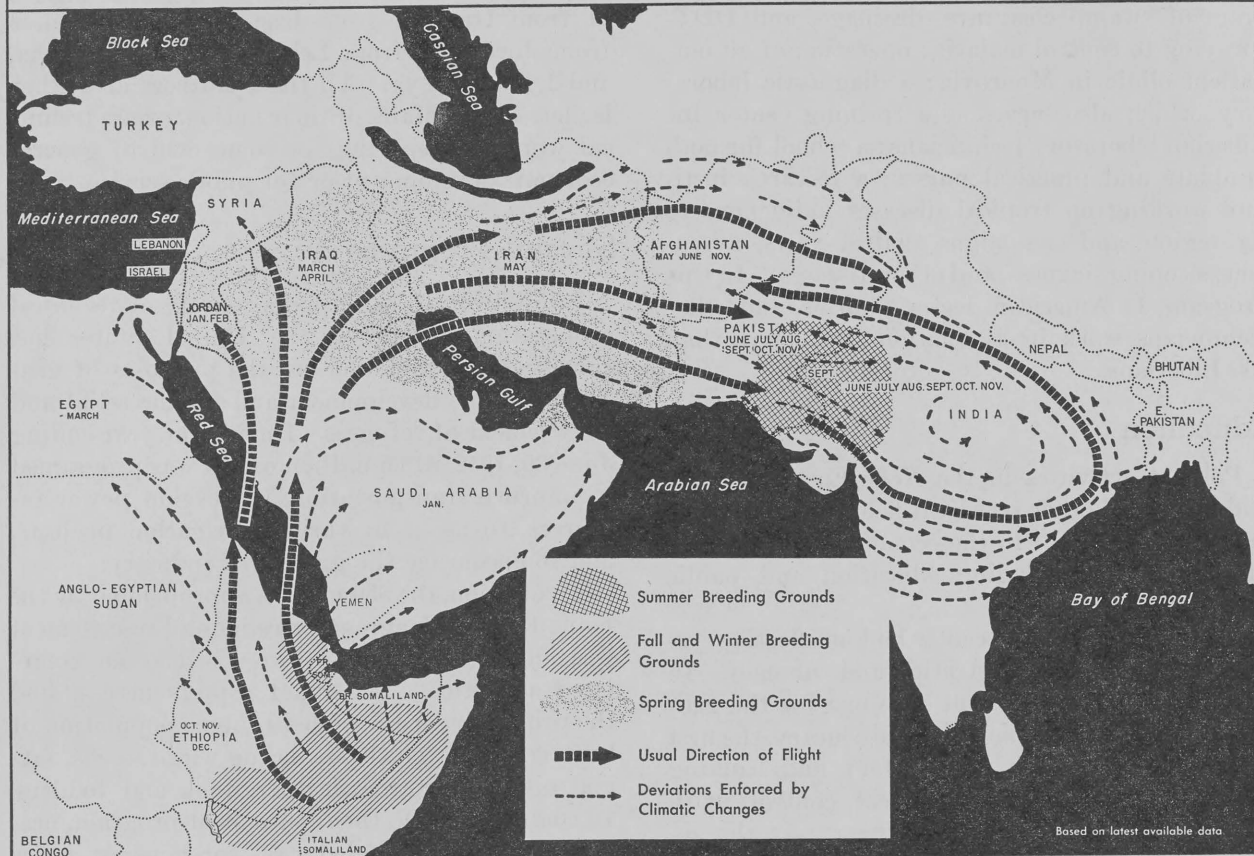 Black Sea
Caspian Sea
TURKEY
Mediterranean Sea
SYRIA
LEBANON
ISRAEL
IRAQ
MARCH
APRIL
IRAN
MAY
AFGHANISTAN
MAY JUNE NOV.
JORDAN
JAN. FEB.
PAKISTAN
JUNE JULY AUG.
SEPT. OCT. NOV.
SEPT.
JUNE JULY AUG. SEPT. OCT. NOV.
NEPAL
BHUTAN
E.
PAKISTAN
INDIA
Persian Gulf
EGYPT
- MARCH
Red Sea
SAUDI ARABIA
JAN.
Arabian Sea
ANGLO-EGYPTIAN
SUDAN
YEMEN
Bay of Bengal
FR.
SOM.
BR. SOMALILAND
OCT. NOV.
ETHIOPIA
DEC.
BELGIAN
CONGO
ITALIAN
SOMALILAND
Summer Breeding Grounds
Fall and Winter Breeding
Grounds
Spring Breeding Grounds
Usual Direction of Flight
Deviations Enforced by
Climatic Changes
Based on latest available data